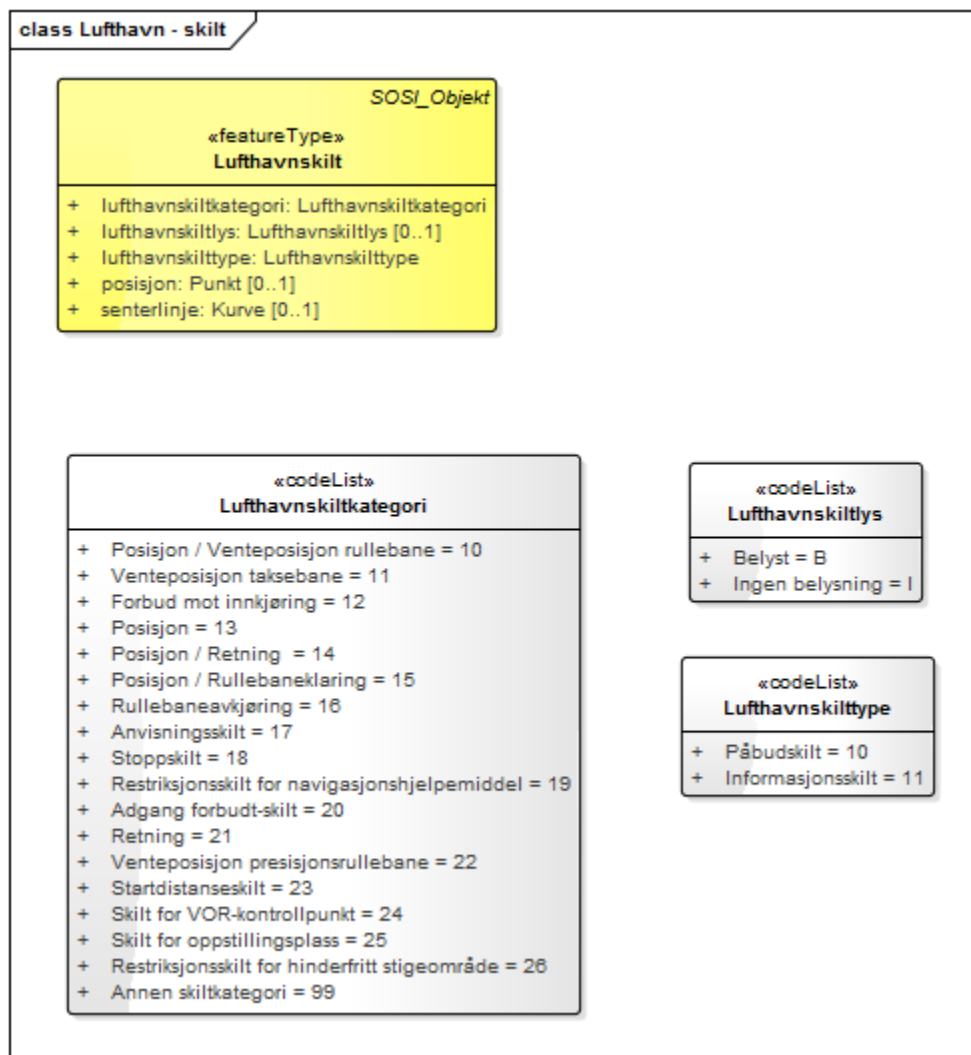 class Lufthavn - skilt
SOSI_Objekt
«featureType»
Lufthavnskilt
+ lufthavnskiltkategori: Lufthavnskiltkategori
+ lufthavnskiltlys: Lufthavnskiltlys [0..1]
+ lufthavnskilttype: Lufthavnskilttype
+ posisjon: Punkt [0..1]
+ senterlinje: Kurve [0..1]
«codeList»
Lufthavnskiltkategori
+ Posisjon / Venteposisjon rullebane = 10
+ Venteposisjon taksebane = 11
+ Forbud mot innkjøring = 12
+ Posisjon = 13
+ Posisjon / Retning = 14
+ Posisjon / Rullebaneklaring = 15
+ Rullebaneavkjøring = 16
+ Anvisningsskilt = 17
+ Stoppskilt = 18
+ Restriksjonsskilt for navigasjonshjelpemiddel = 19
+ Adgang forbudt-skilt = 20
+ Retning = 21
+ Venteposisjon presisjonsrullebane = 22
+ Startdistanseskilt = 23
+ Skilt for VOR-kontrollpunkt = 24
+ Skilt for oppstillingsplass = 25
+ Restriksjonsskilt for hinderfritt stigeområde = 26
+ Annen skiltkategori = 99
«codeList»
Lufthavnskiltlys
+ Belyst = B
+ Ingen belysning = I
«codeList»
Lufthavnskilttype
+ Påbudskilt = 10
+ Informasjonsskilt = 11